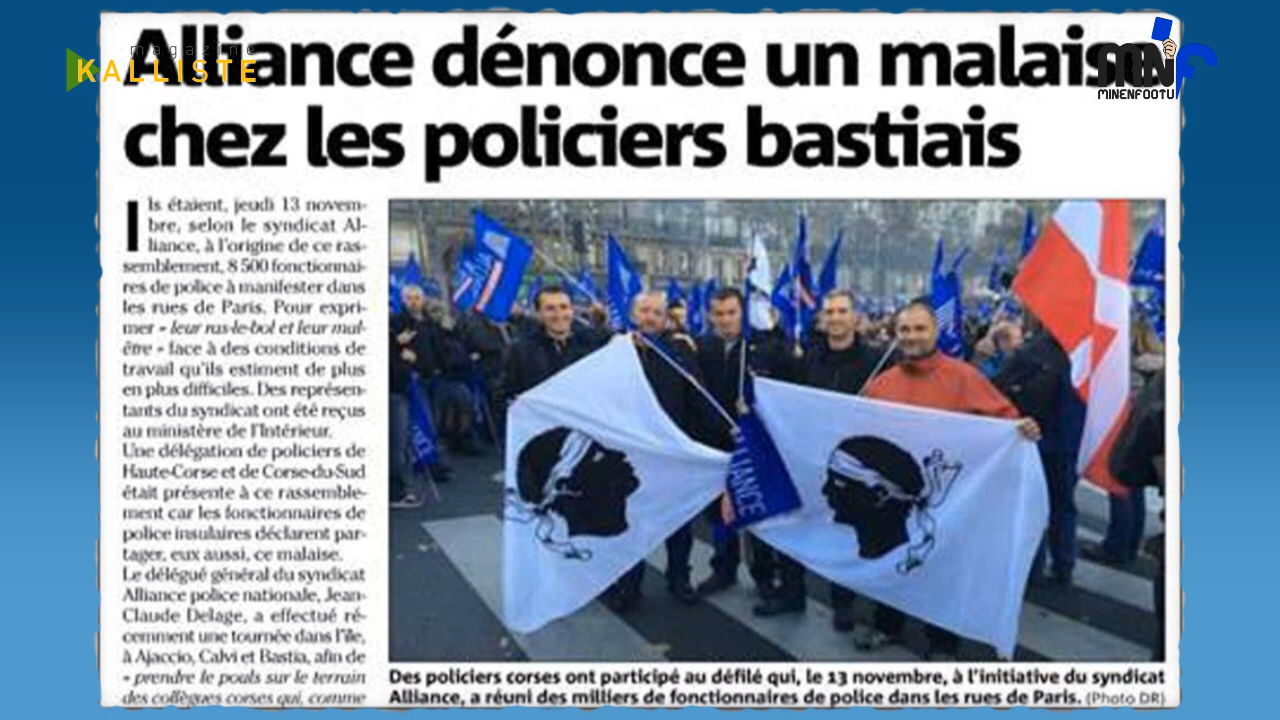 magazine
KALLISTE
MINENFOOTU
Alliance dénonce un malaise
chez les policiers bastiais
Ils étaient, jeudi 13 novem-
bre, selon le syndicat Al-
liance, à l'origine de ce ras-
semblement, 8 500 fonctionnai-
res de police à manifester dans
les rues de Paris. Pour expri-
mer « leur ras-le-bol et leur mal-
être » face à des conditions de
travail qu'ils estiment de plus
en plus difficiles. Des représen-
tants du syndicat ont été reçus
au ministère de l'Intérieur.
Une délégation de policiers de
Haute-Corse et de Corse-du-Sud
était présente à ce rassemble-
ment car les fonctionnaires de
police insulaires déclarent par-
tager, eux aussi, ce malaise.
Le délégué général du syndicat
Alliance police nationale, Jean-
Claude Delage, a effectué ré-
cemment une tournée dans l'île,
à Ajaccio, Calvi et Bastia, afin de
« prendre le pouls sur le terrain
des collègues corses qui, comme
ALLIANCE
Des policiers corses ont participé au défilé qui, le 13 novembre, à l'initiative du syndicat
Alliance, a réuni des milliers de fonctionnaires de police dans les rues de Paris. (Photo DR)